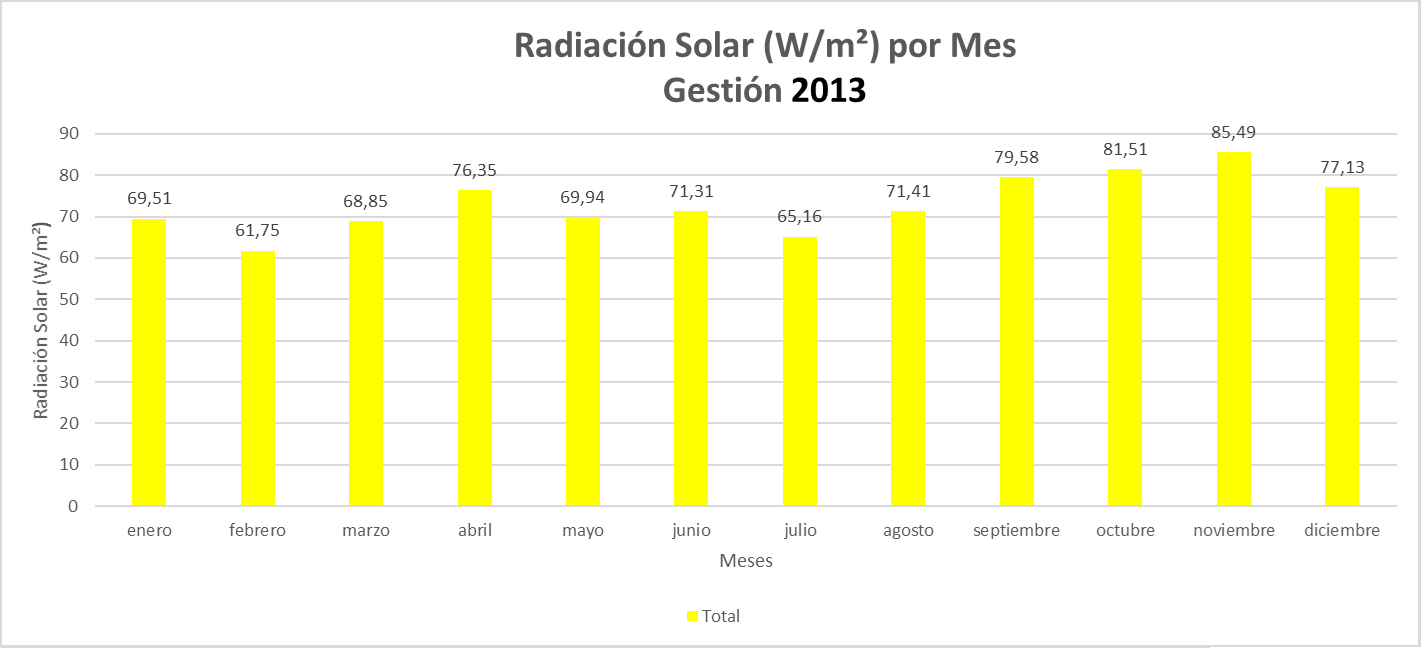 Radiación Solar (W/m²) por Mes
Gestión 2013
Radiación Solar (W/m²)
90
80
70
60
50
40
30
20
10
0
69,51
61,75
68,85
76,35
69,94
71,31
65,16
71,41
79,58
81,51
85,49
77,13
enero
febrero
marzo
abril
mayo
junio
julio
agosto
septiembre
octubre
noviembre
diciembre
Meses
Total